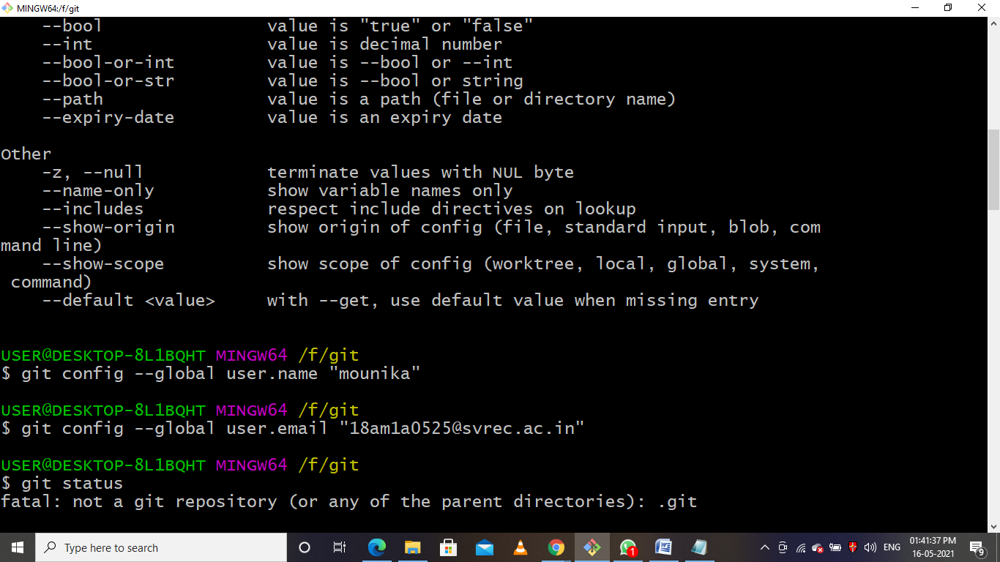 MINGW64:/f/git
--bool value is "true" or "false"
--int value is decimal number
--bool-or-int value is --bool or --int
--bool-or-str value is --bool or string
--path value is a path (file or directory name)
--expiry-date value is an expiry date
Other
-z, --null terminate values with NUL byte
--name-only show variable names only
--includes respect include directives on lookup
--show-origin show origin of config (file, standard input, blob, com
mand line)
--show-scope show scope of config (worktree, local, global, system,
command)
--default <value> with --get, use default value when missing entry
USER@DESKTOP-8L1BQHT MINGW64 /f/git
$ git config --global user.name "mounika"
USER@DESKTOP-8L1BQHT MINGW64 /f/git
$ git config --global user.email "18am1a0525@svrec.ac.in"
USER@DESKTOP-8L1BQHT MINGW64 /f/git
$ git status
fatal: not a git repository (or any of the parent directories): .git
Type here to search
1
ENG
01:41:37 PM
16-05-2021
9